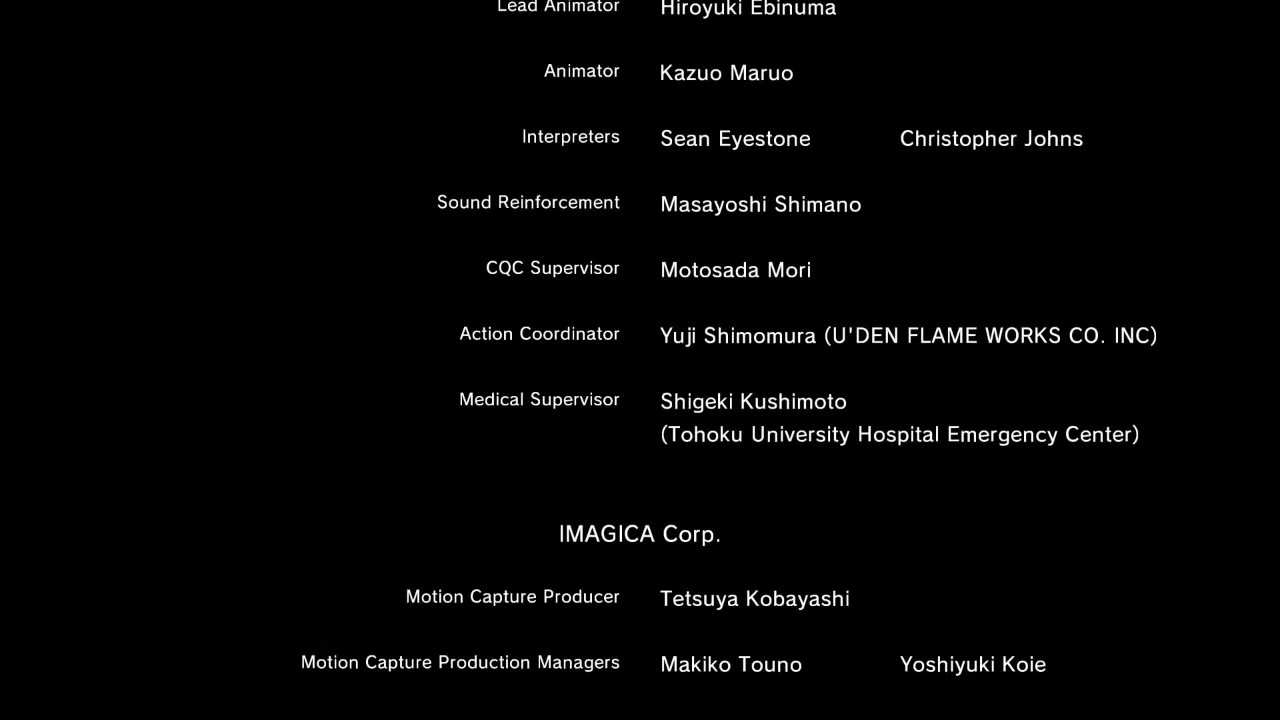 Lead Animator Hiroyuki Ebinuma
Animator Kazuo Maruo
Interpreters Sean Eyestone Christopher Johns
Sound Reinforcement Masayoshi Shimano
CQC Supervisor Motosada Mori
Action Coordinator Yuji Shimomura (U'DEN FLAME WORKS CO. INC)
Medical Supervisor Shigeki Kushimoto
(Tohoku University Hospital Emergency Center)
IMAGICA Corp.
Motion Capture Producer Tetsuya Kobayashi
Motion Capture Production Managers Makiko Touno Yoshiyuki Koie